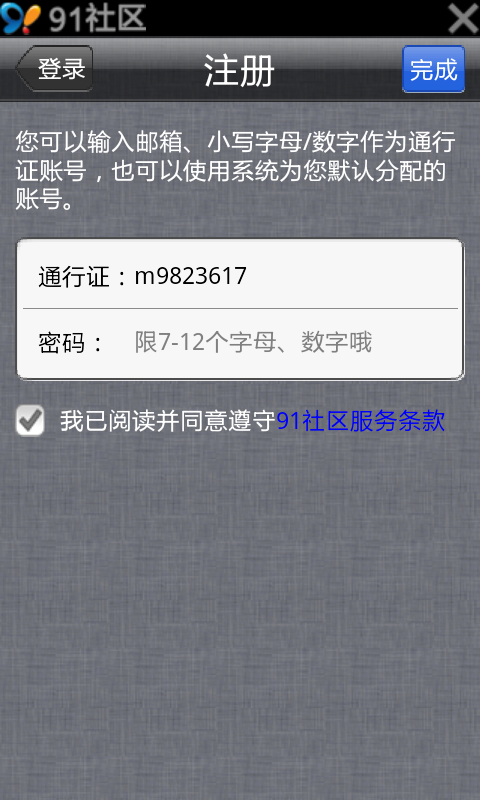 91社区
登录
注册
完成
您可以输入邮箱、小写字母/数字作为通行
证账号，也可以使用系统为您默认分配的
账号。
通行证：m9823617
密码： 限7-12个字母、数字哦
我已阅读并同意遵守91社区服务条款